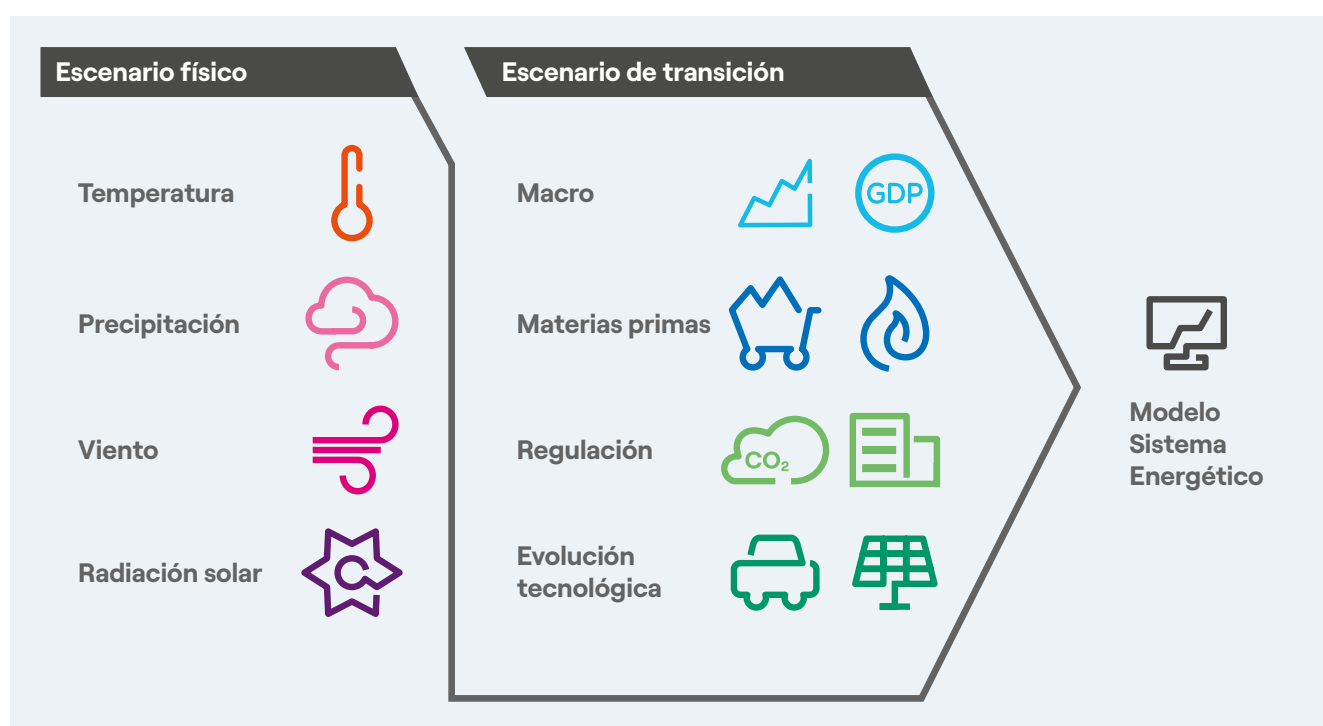 Escenario físico
Temperatura
Precipitación
Viento
Radiación solar
Escenario de transición
Macro
GDP
Materias primas
Regulación
CO₂
Evolución
tecnológica
Modelo
Sistema
Energético